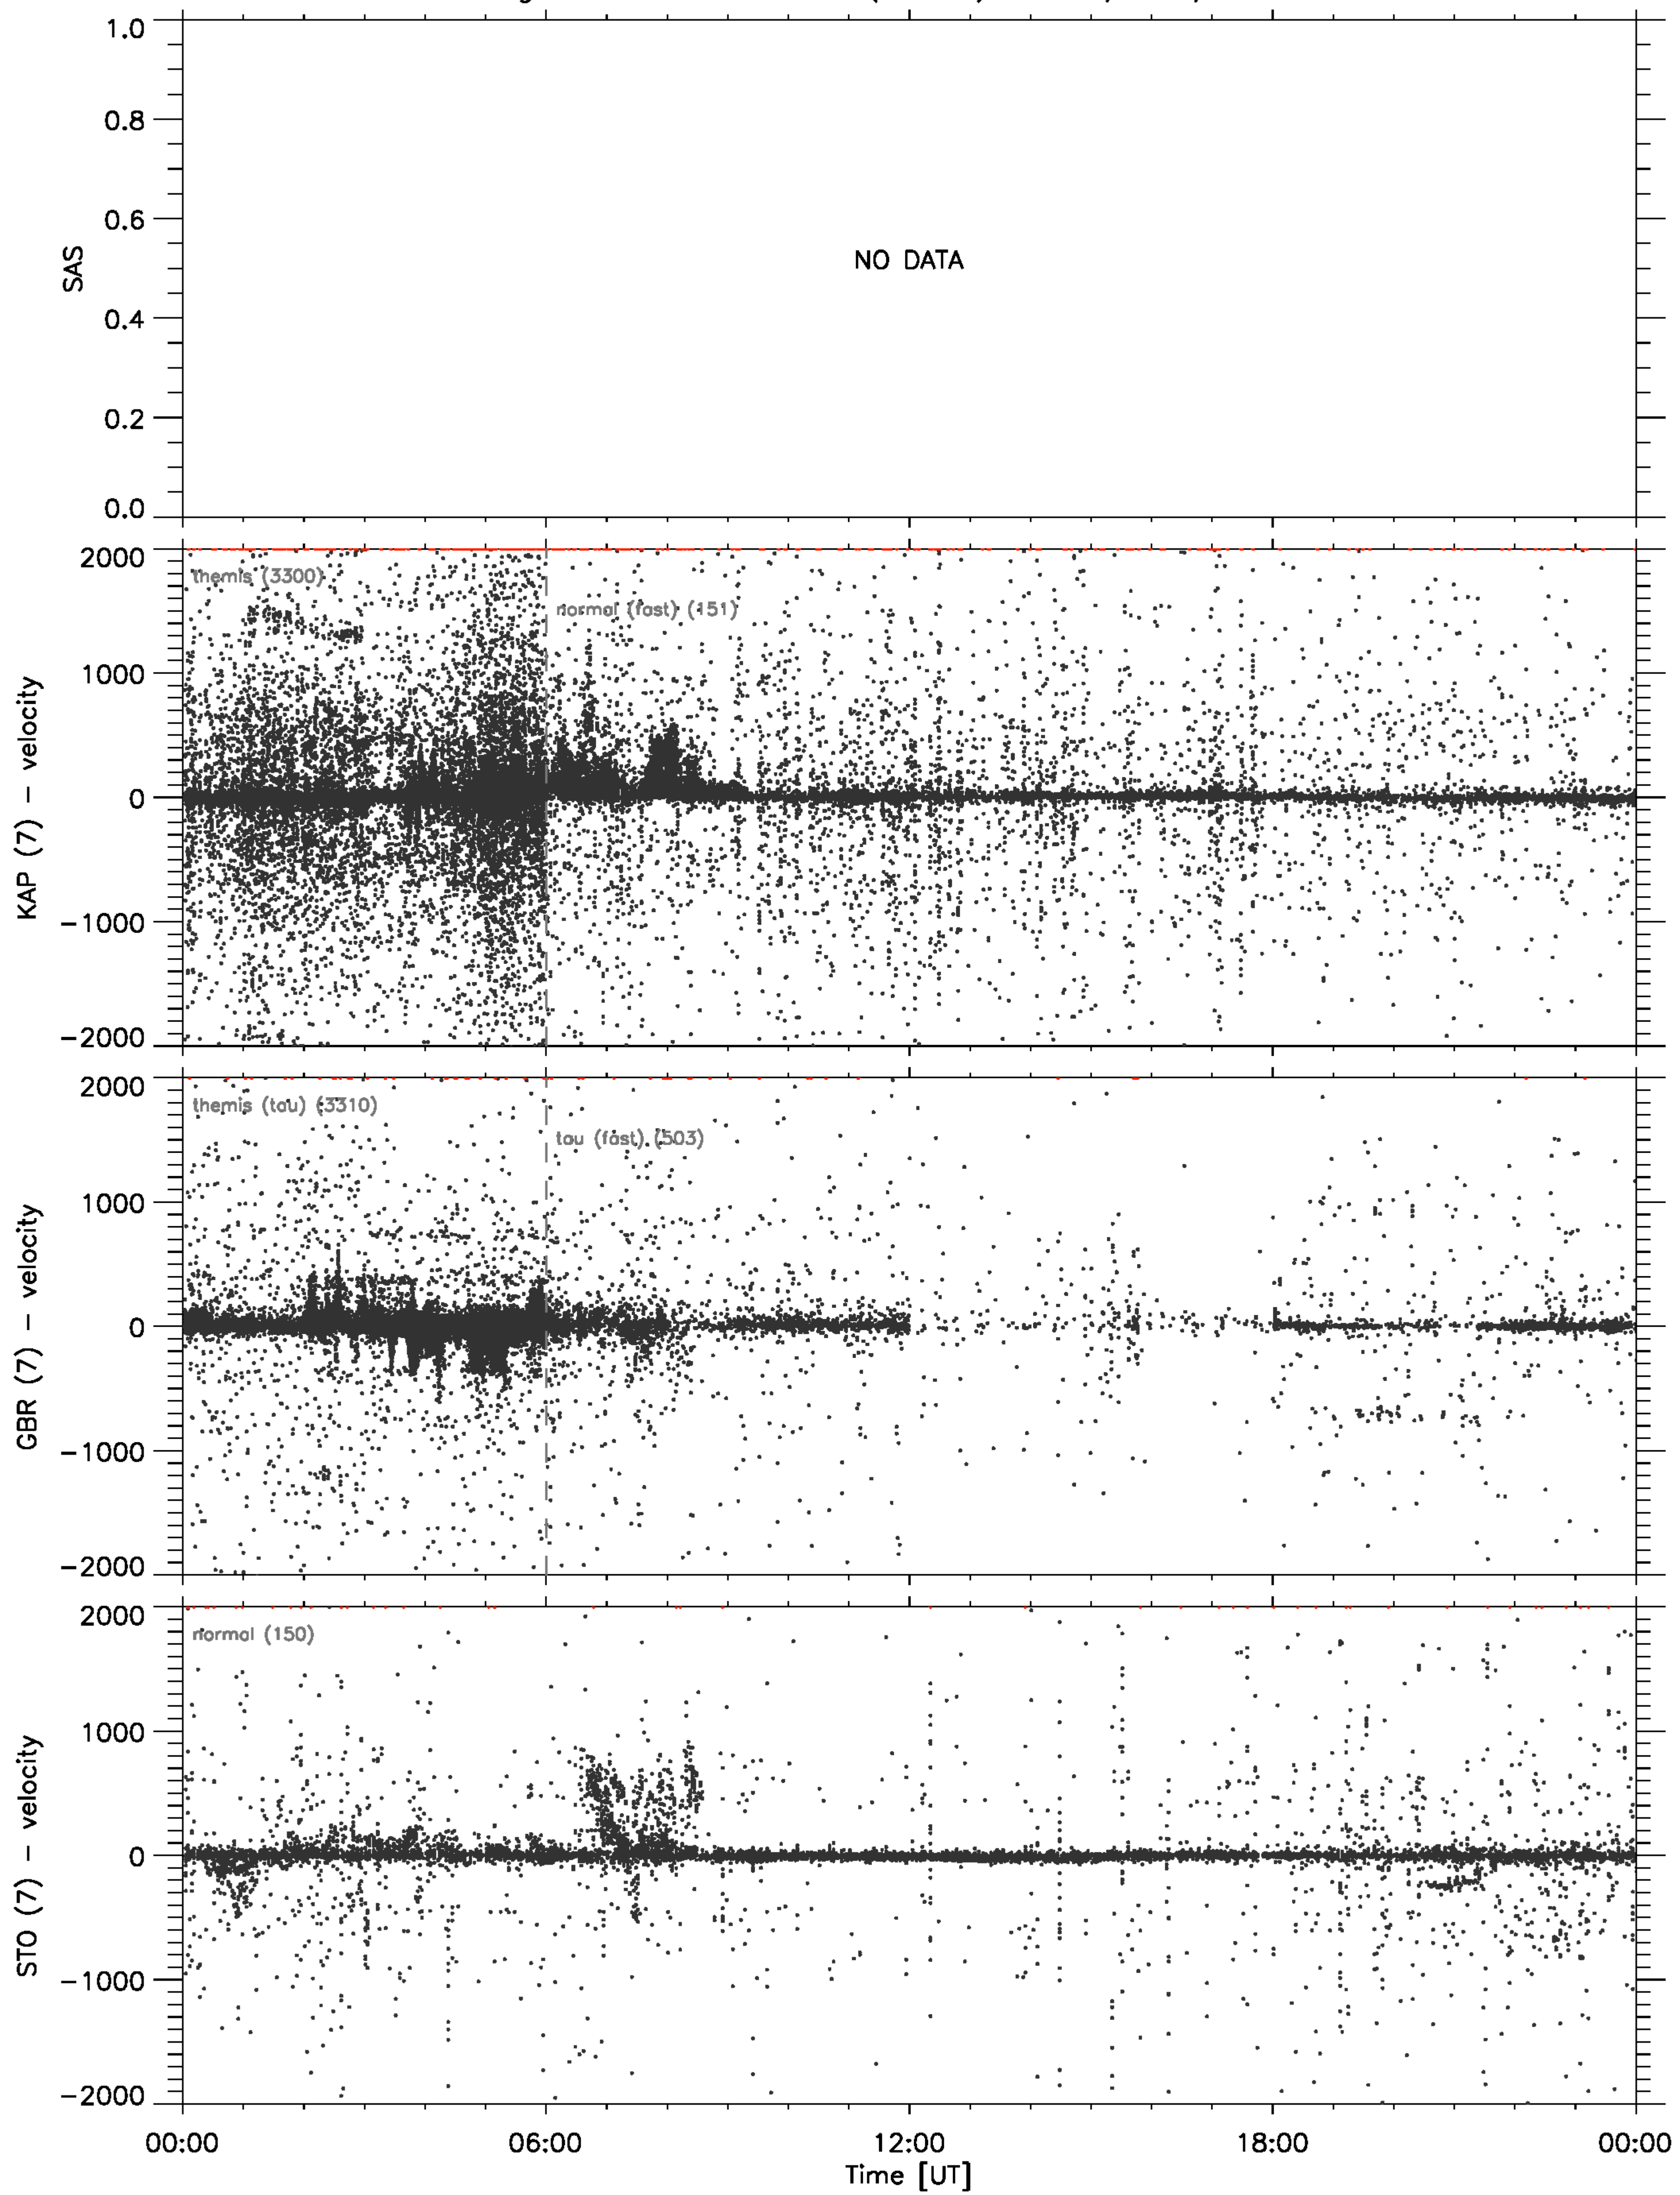 1.0
0.8
0.6
0.4
0.2
0.0
SAS
NO DATA
2000
1000
0
−1000
−2000
KAP (7) − velocity
themis (3300)
normal (fast) (151)
2000
1000
0
−1000
−2000
GBR (7) − velocity
themis (tau) (3310)
tau (fast) (503)
2000
1000
0
−1000
−2000
STO (7) − velocity
normal (150)
00:00 06:00 12:00 18:00 00:00
Time [UT]